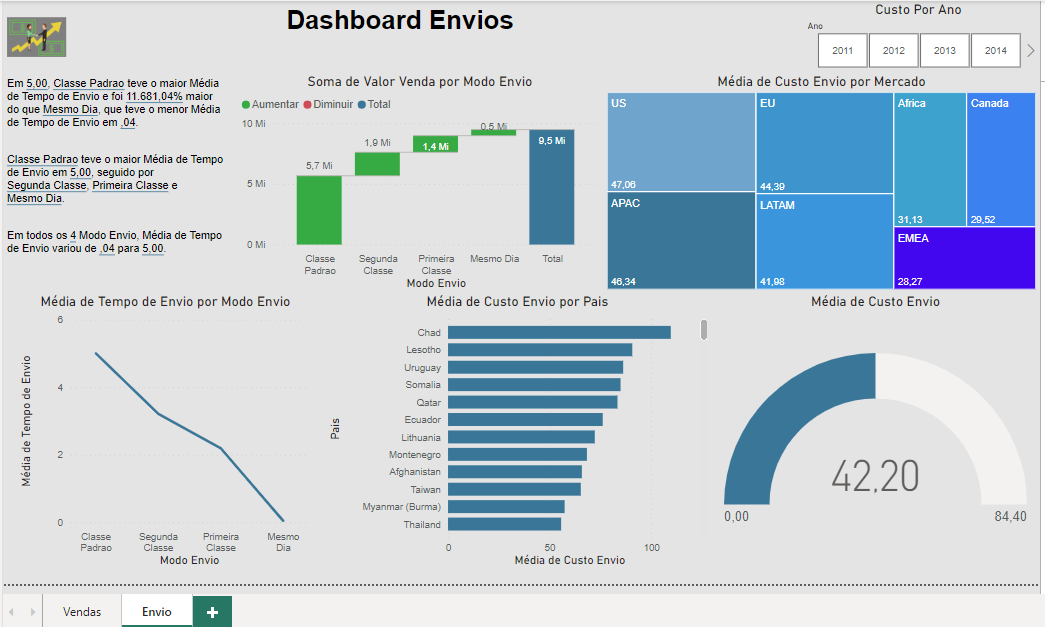 Dashboard Envios
Custo Por Ano
Ano
2011
2012
2013
2014
Em 5,00, Classe Padrao teve o maior Média
de Tempo de Envio e foi 11.681,04% maior
do que Mesmo Dia, que teve o menor Média
de Tempo de Envio em ,04.
Classe Padrao teve o maior Média de Tempo
de Envio em 5,00, seguido por
Segunda Classe, Primeira Classe e
Mesmo Dia.
Em todos os 4 Modo Envio, Média de Tempo
de Envio variou de ,04 para 5,00.
Soma de Valor Venda por Modo Envio
Aumentar Diminuir Total
10 Mi
5 Mi
0 Mi
5,7 Mi
1,9 Mi
1,4 Mi
0,5 Mi
9,5 Mi
Classe
Padrao
Segunda
Classe
Primeira
Classe
Mesmo Dia
Total
Modo Envio
Média de Custo Envio por Mercado
US
47,06
APAC
46,34
EU
44,39
LATAM
41,98
Africa
31,13
Canada
29,52
EMEA
28,27
Média de Tempo de Envio por Modo Envio
Média de Tempo de Envio
6
4
2
0
Classe
Padrao
Segunda
Classe
Primeira
Classe
Mesmo
Dia
Modo Envio
Média de Custo Envio por Pais
Pais
Chad
Lesotho
Uruguay
Somalia
Qatar
Ecuador
Lithuania
Montenegro
Afghanistan
Taiwan
Myanmar (Burma)
Thailand
0
50
100
Média de Custo Envio
Média de Custo Envio
42,20
0,00
84,40
Vendas
Envio